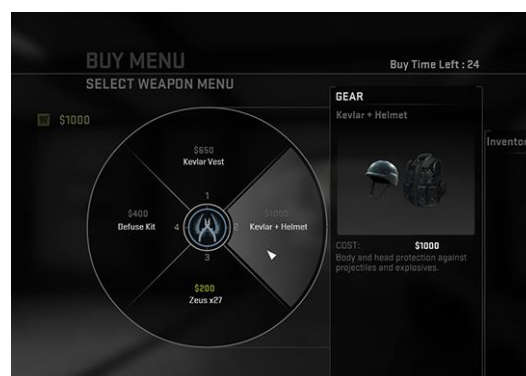 BUY MENU
Buy Time Left : 24
SELECT WEAPON MENU
$1000
GEAR
Kevlar + Helmet
$650
Kevlar Vest
Inventor
1
$400
Defuse Kit
4
2
$1000
Kevlar + Helmet
3
$200
Zeus x27
COST:
$1000
Body and head protection against
projectiles and explosives.